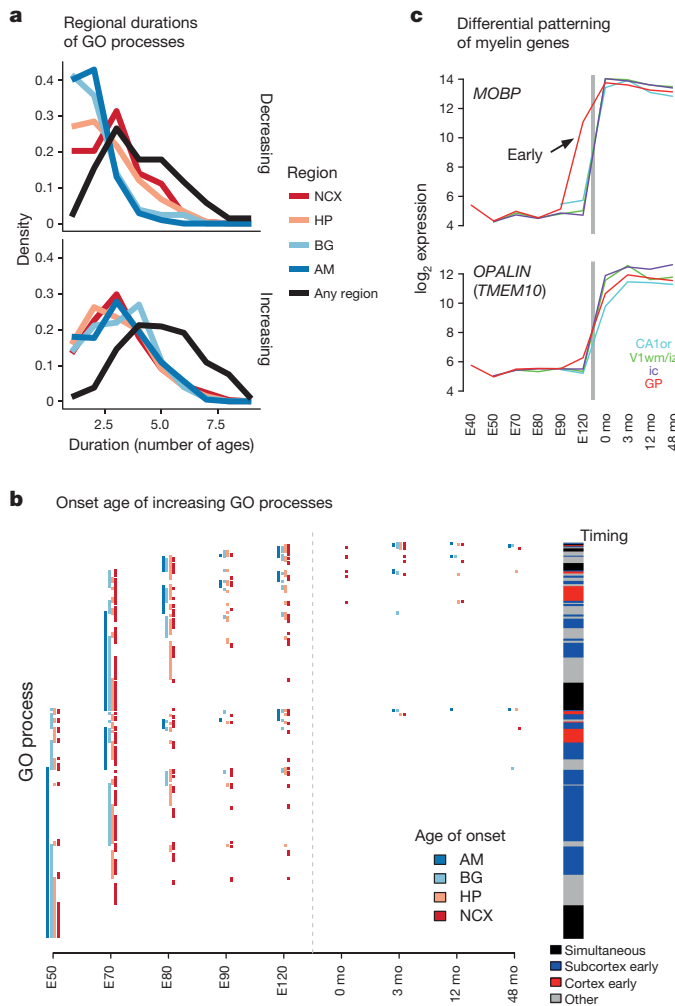 a
Regional durations
of GO processes
0.4
0.3
0.2
0.1
0
Decreasing
Density
0.4
0.3
0.2
0.1
0
Increasing
2.5
5.0
7.5
Duration (number of ages)
Region
NCX
HP
BG
AM
Any region
c
Differential patterning
of myelin genes
14
12
10
8
6
4
MOBP
Early
log2 expression
12
10
8
6
4
OPALIN
(TMEM10)
CA1or
V1wm/iz
ic
GP
E40
E50
E70
E80
E90
E120
0 mo
3 mo
12 mo
48 mo
b
Onset age of increasing GO processes
Timing
GO process
Age of onset
AM
BG
HP
NCX
E50
E70
E80
E90
E120
0 mo
3 mo
12 mo
48 mo
Simultaneous
Subcortex early
Cortex early
Other